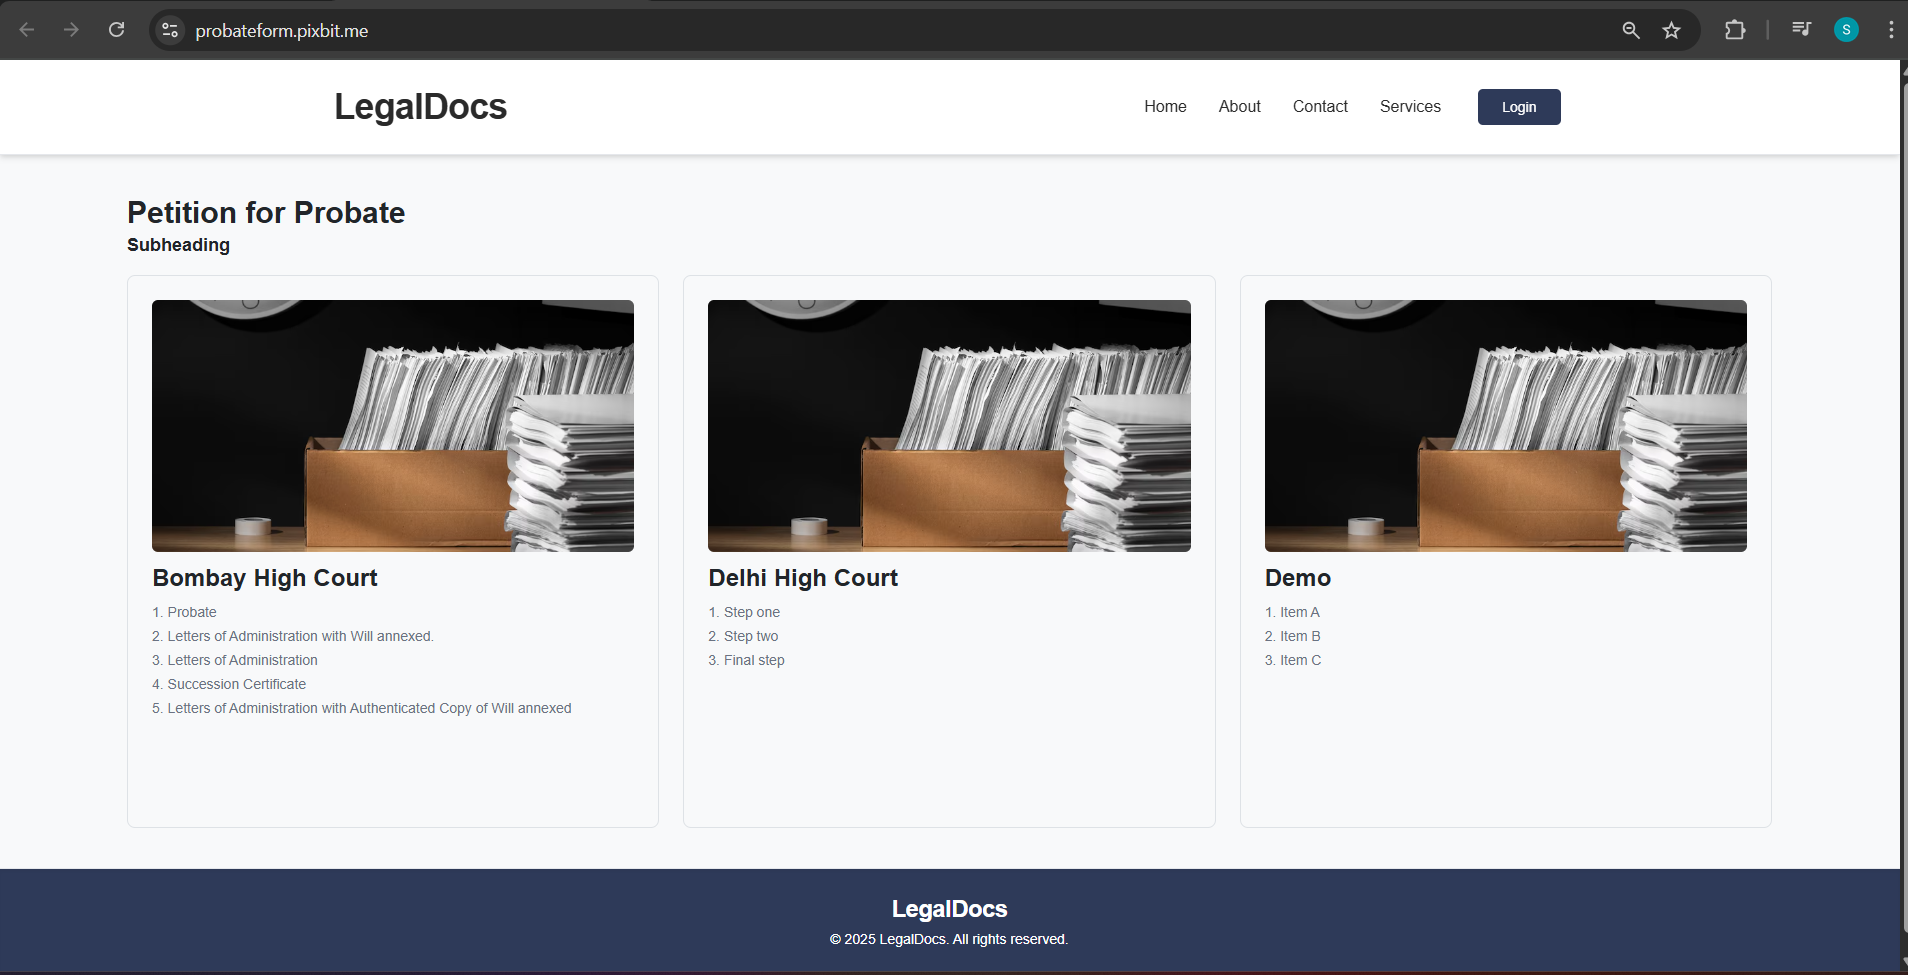 probateform.pixbit.me
S
LegalDocs
Home About Contact Services Login
Petition for Probate
Subheading
Bombay High Court
1. Probate
2. Letters of Administration with Will annexed.
3. Letters of Administration
4. Succession Certificate
5. Letters of Administration with Authenticated Copy of Will annexed
Delhi High Court
1. Step one
2. Step two
3. Final step
Demo
1. Item A
2. Item B
3. Item C
LegalDocs
© 2025 LegalDocs. All rights reserved.